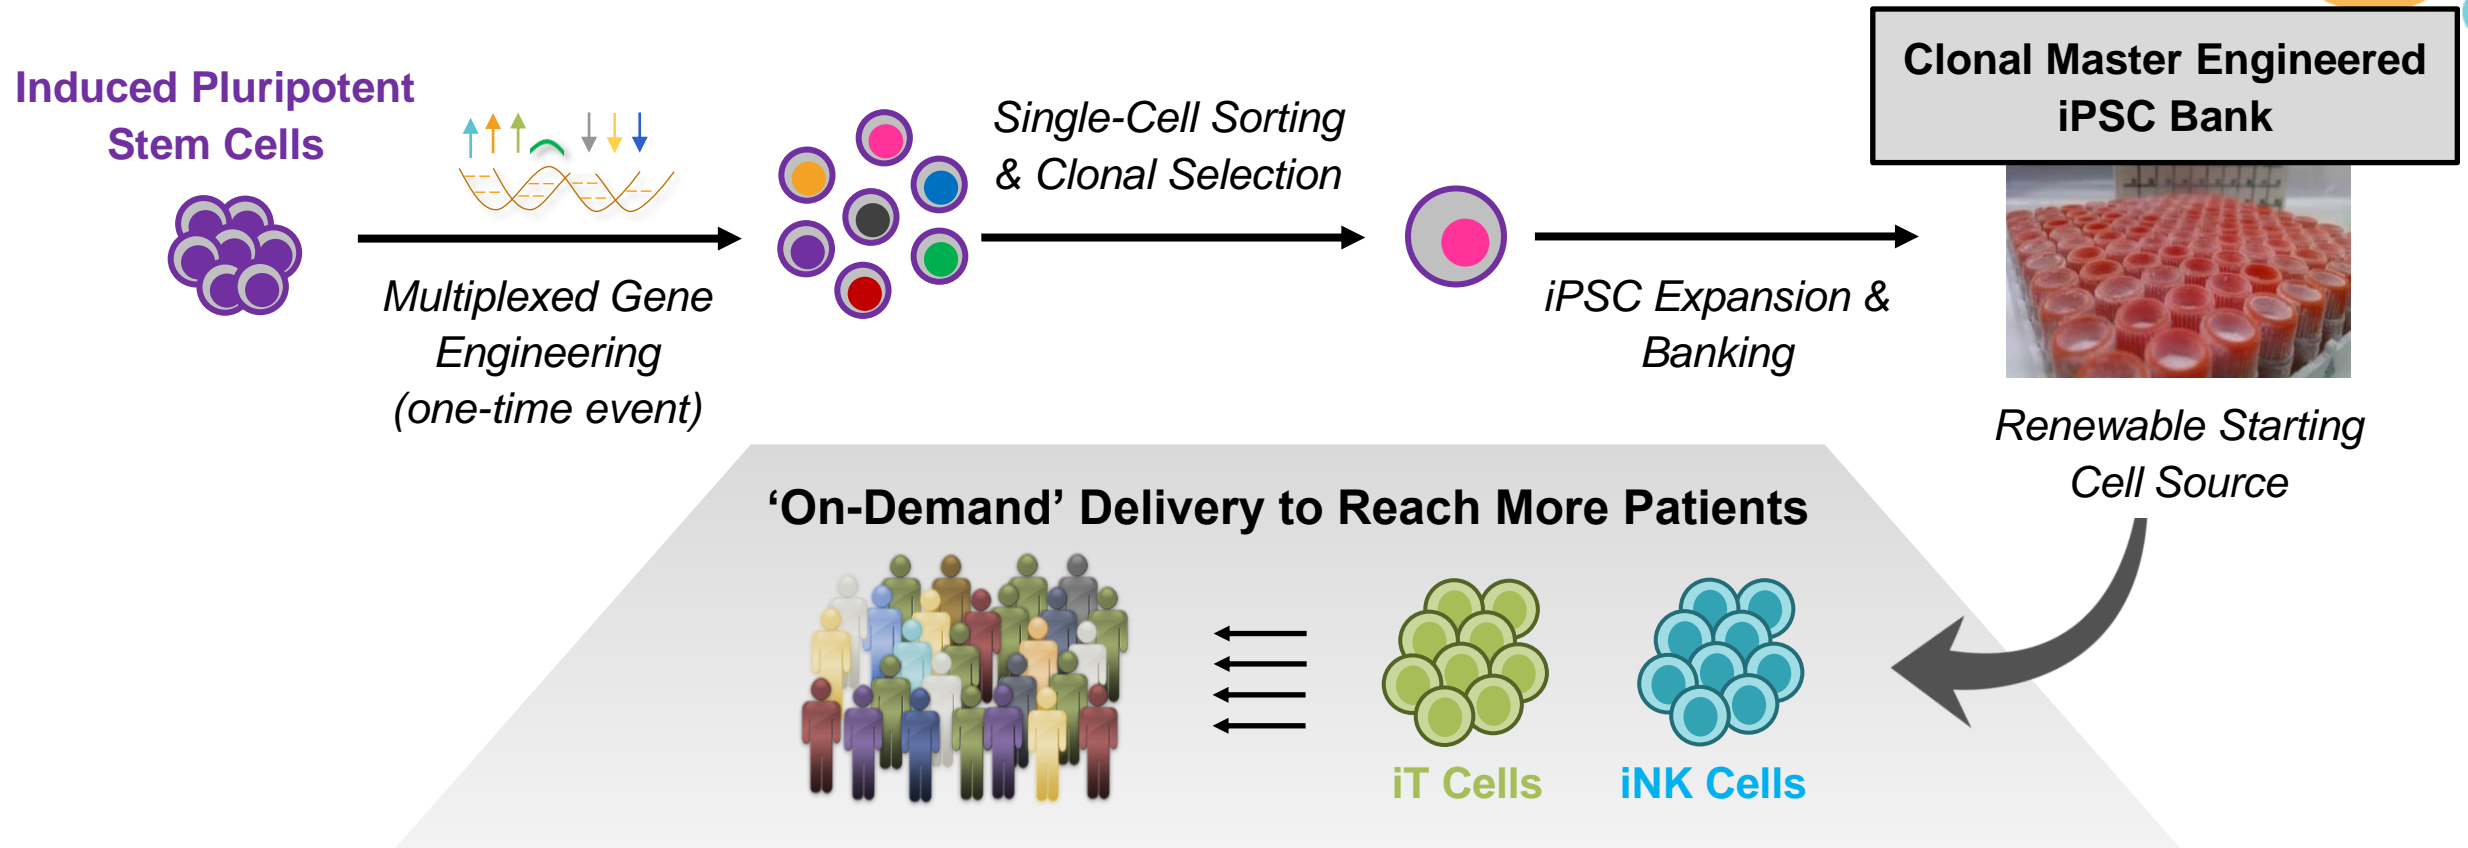 Induced Pluripotent
Stem Cells
Multiplexed Gene
Engineering
(one-time event)
Single-Cell Sorting
& Clonal Selection
iPSC Expansion &
Banking
Clonal Master Engineered
iPSC Bank
Renewable Starting
Cell Source
‘On-Demand’ Delivery to Reach More Patients
iT Cells
iNK Cells